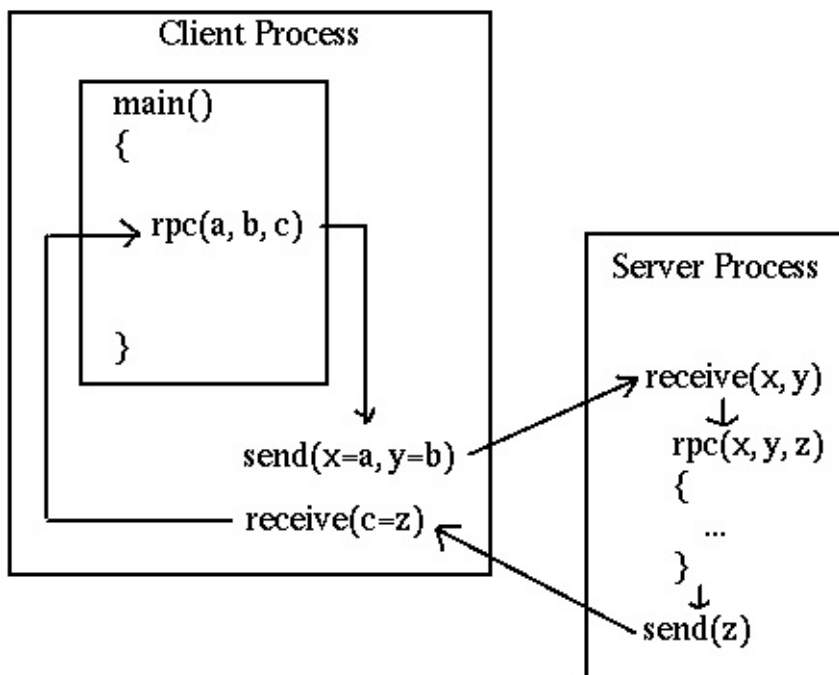 Client Process
main()
{
rpc(a, b, c)
}
send(x=a, y=b)
receive(c=z)
Server Process
receive(x, y)
rpc(x, y, z)
{
...
}
send(z)